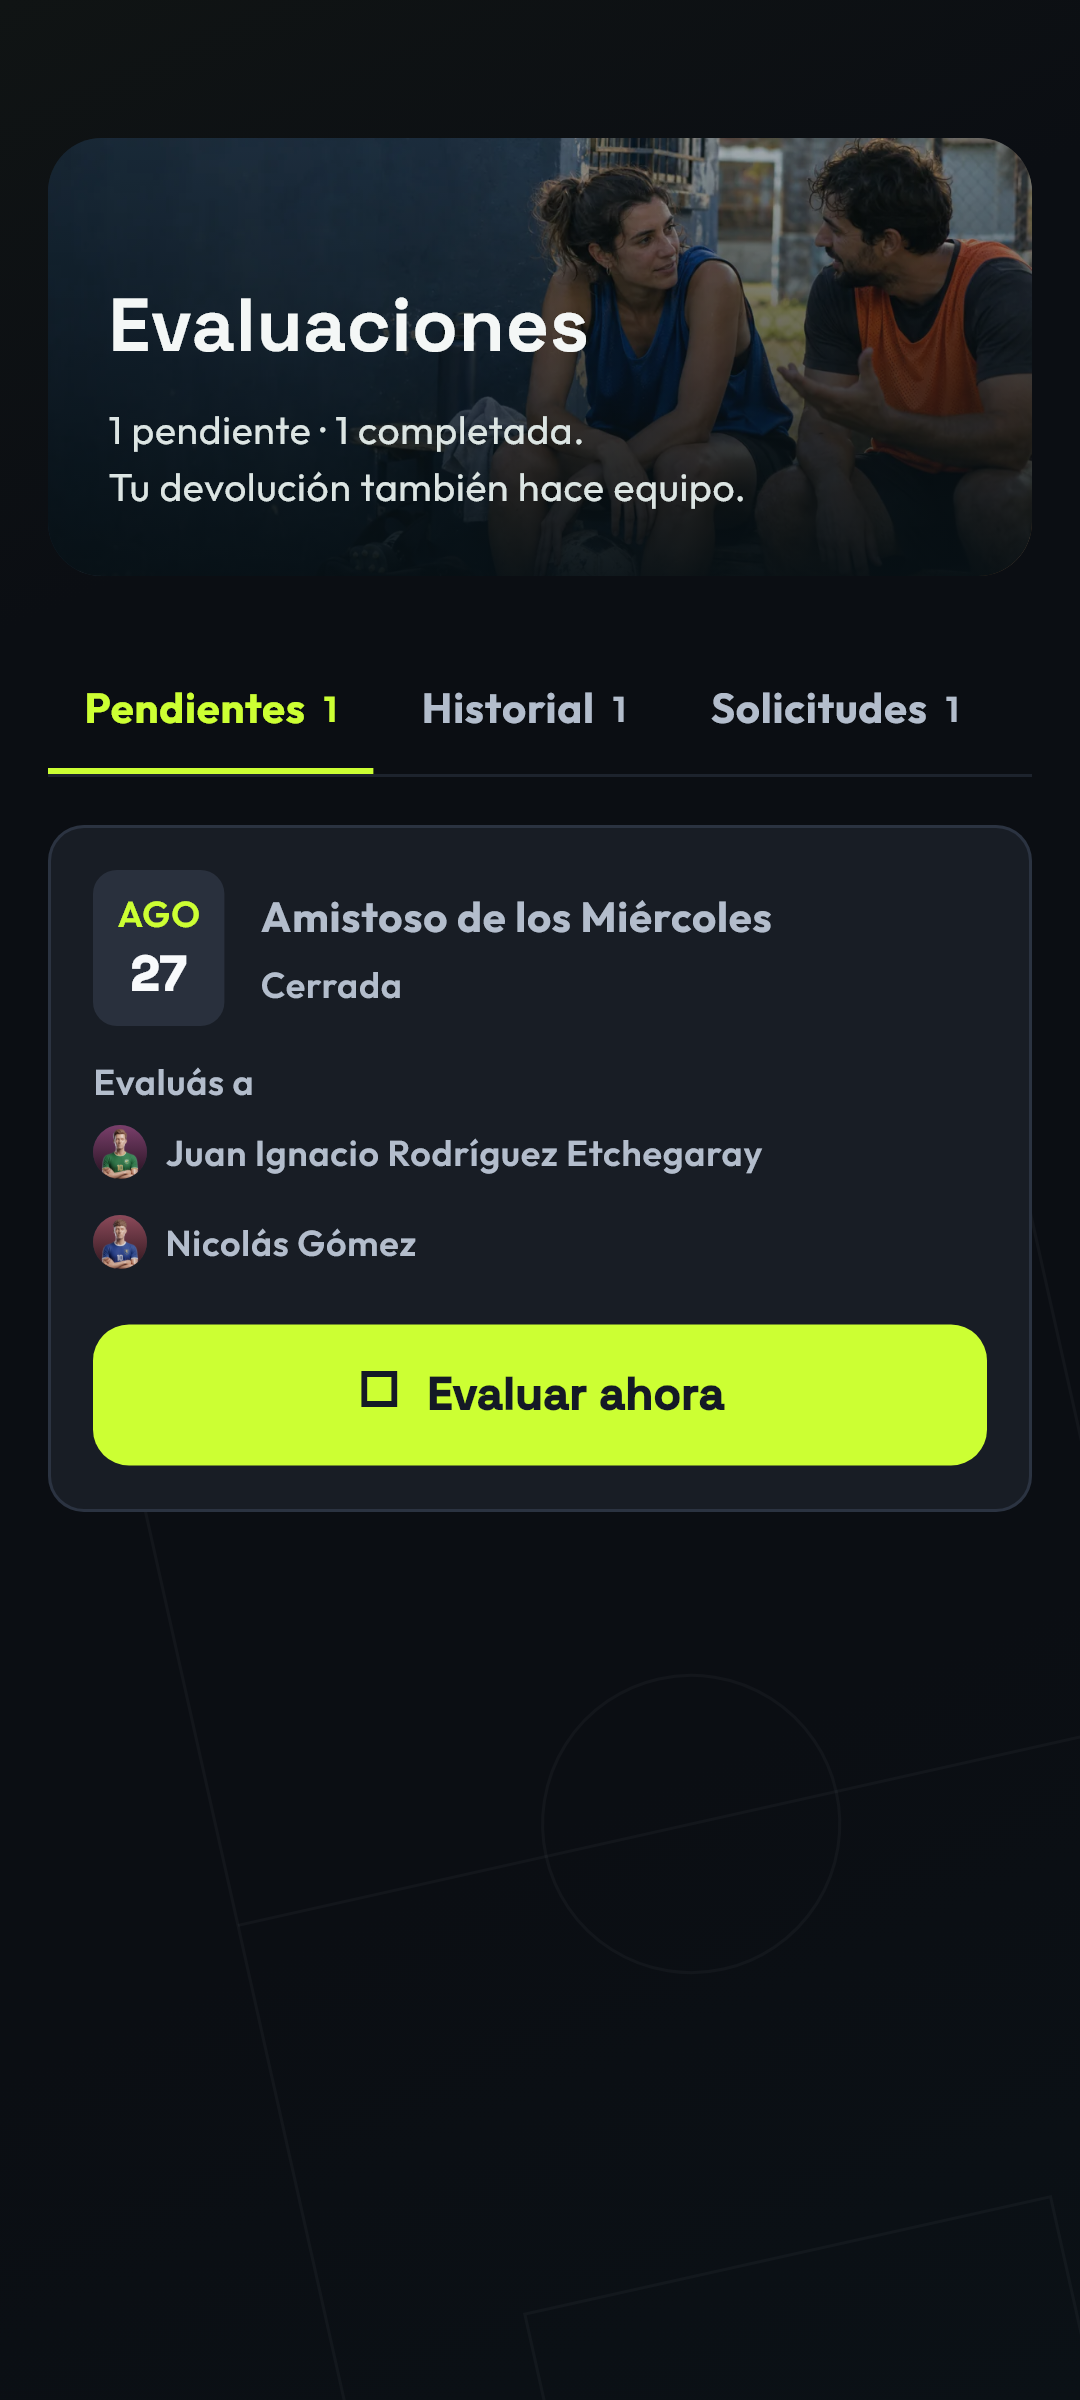 Evaluaciones
1 pendiente · 1 completada.
Tu devolución también hace equipo.
Pendientes 1
Historial 1
Solicitudes 1
AGO
27
Amistoso de los Miércoles
Cerrada
Evaluás a
Juan Ignacio Rodríguez Etchegaray
Nicolás Gómez
Evaluar ahora